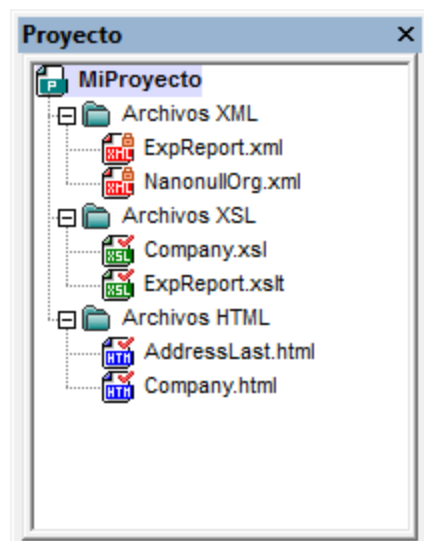 Proyecto
MiProyecto
Archivos XML
ExpReport.xml
NanonullOrg.xml
Archivos XSL
Company.xsl
ExpReport.xslt
Archivos HTML
AddressLast.html
Company.html